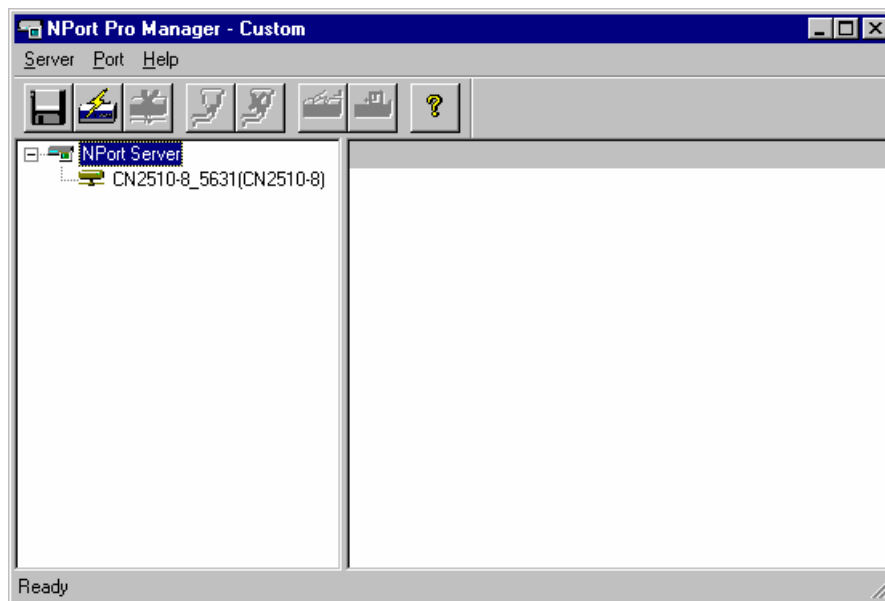 NPort Pro Manager - Custom
Server Port Help
?
NPort Server
CN2510-8_5631(CN2510-8)
Ready